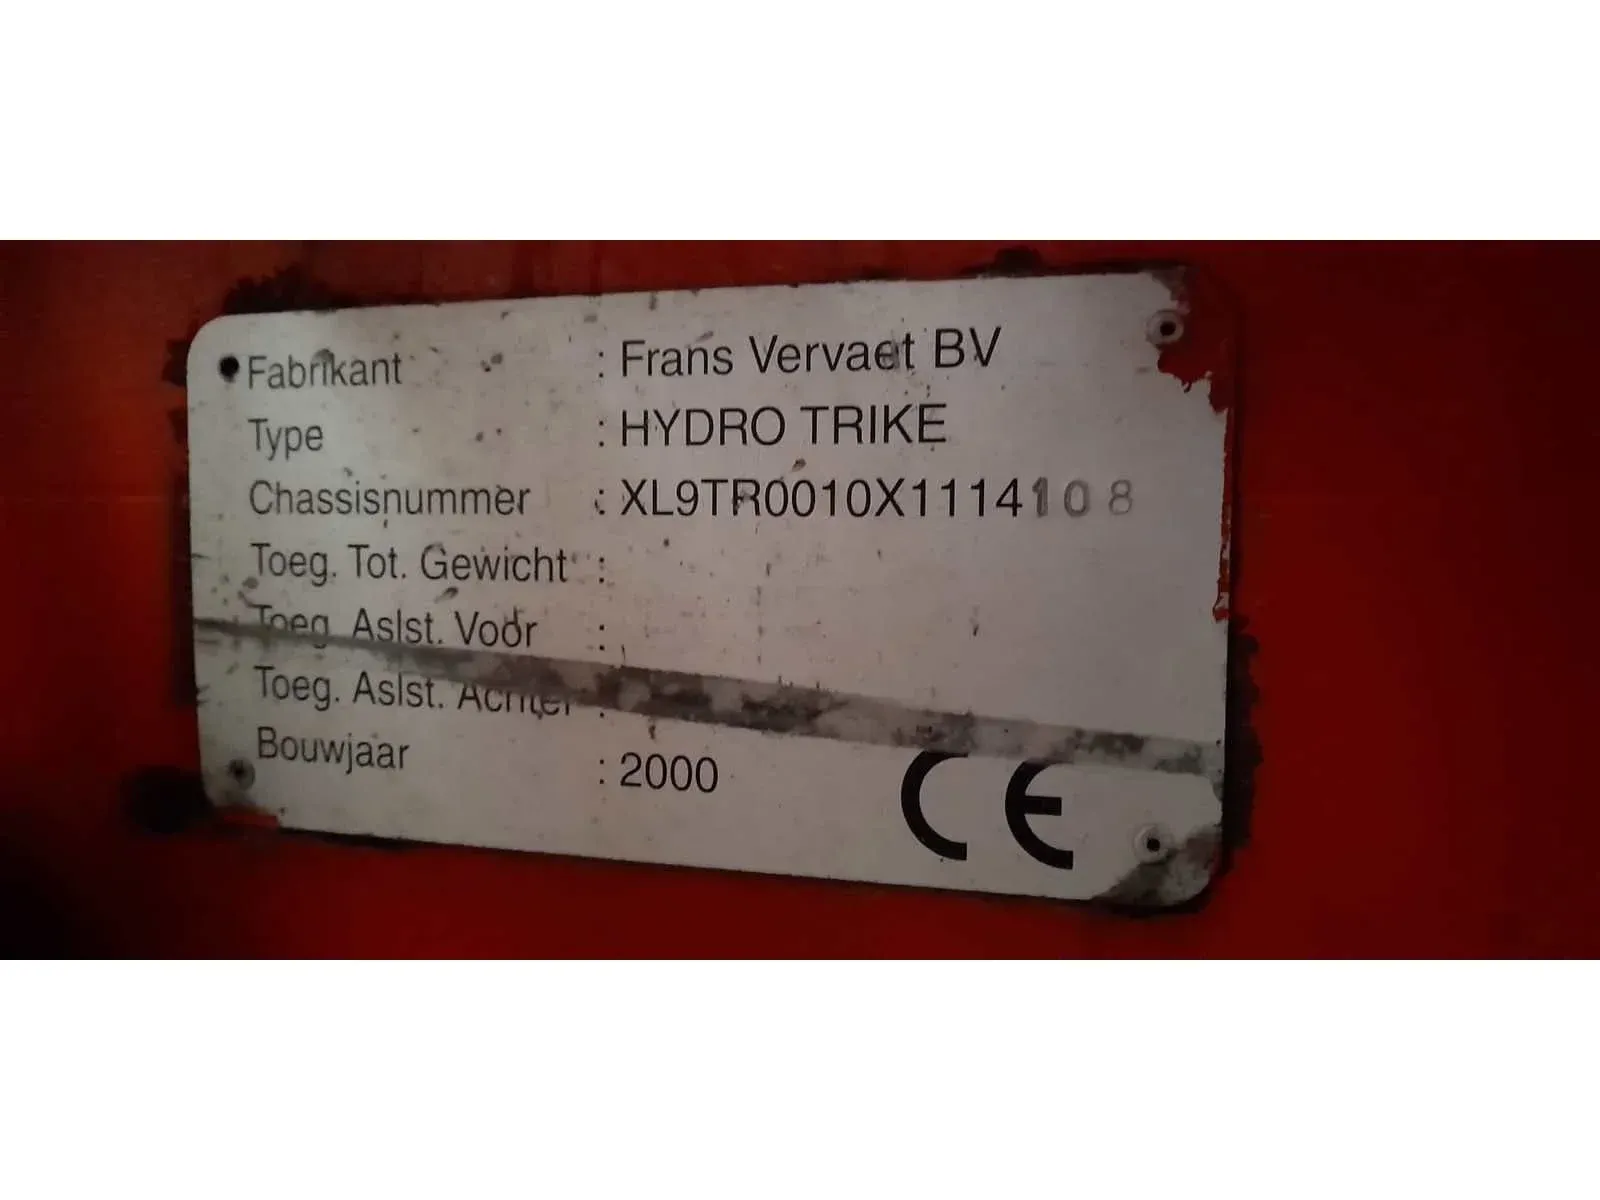 Fabrikant : Frans Vervaet BV
Type : HYDRO TRIKE
Chassisnummer : XL9TR0010X1114108
Toeg. Tot. Gewicht :
Toeg. Aslst. Voor :
Toeg. Aslst. Achter :
Bouwjaar : 2000
CE